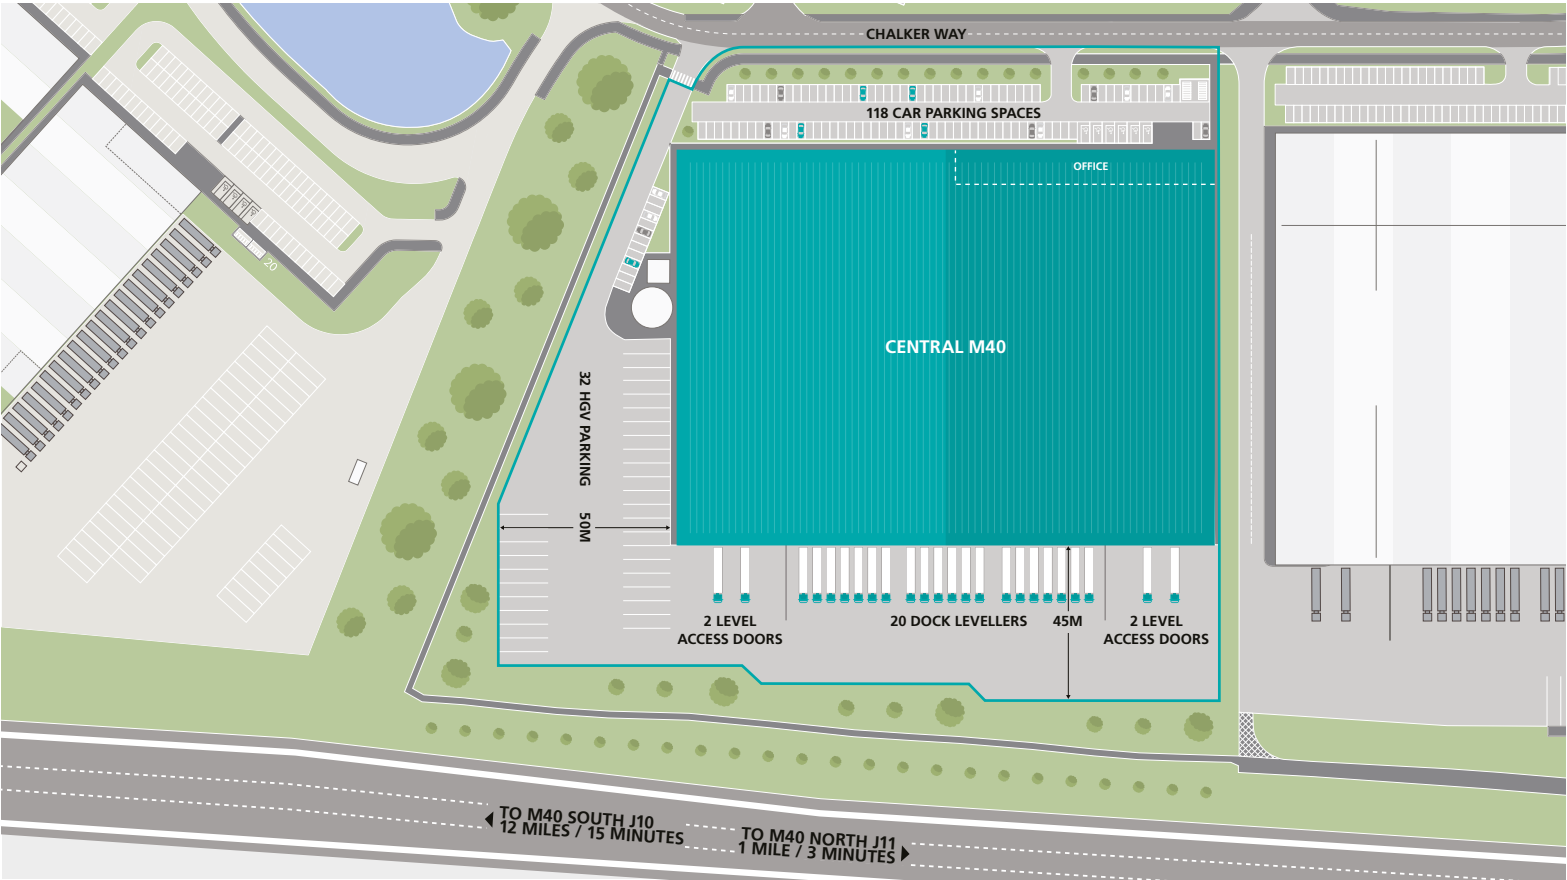 CHALKER WAY
118 CAR PARKING SPACES
OFFICE
20
CENTRAL M40
32 HGV PARKING
50M
2 LEVEL
ACCESS DOORS
20 DOCK LEVELLERS
45M
2 LEVEL
ACCESS DOORS
TO M40 SOUTH J10
12 MILES / 15 MINUTES
TO M40 NORTH J11
1 MILE / 3 MINUTES